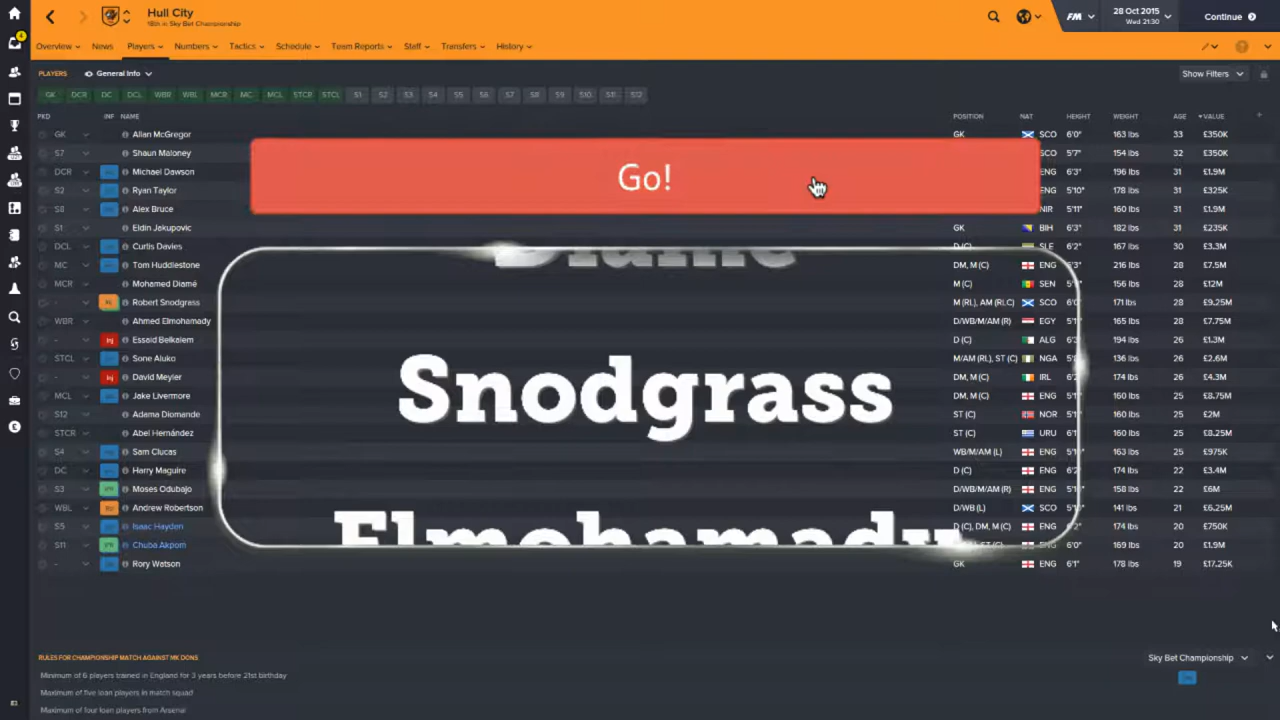 Hull City
18th in Sky Bet Championship
FM
28 Oct 2015
Wed 21:30
Continue
Overview
News
Players
Numbers
Tactics
Schedule
Team Reports
Staff
Transfers
History
PLAYERS
General Info
Show Filters
GK DCR DC DCL WBR WBL MCR MC MCL STCR STCL S1 S2 S3 S4 S5 S6 S7 S8 S9 S10 S11 S12
PKD INF NAME POSITION NAT HEIGHT WEIGHT AGE VALUE
GK Allan McGregor GK SCO 6'0" 163 lbs 33 £350K
S7 Shaun Maloney SCO 5'7" 154 lbs 32 £350K
DCR Michael Dawson ENG 6'3" 196 lbs 31 £1.9M
S2 Ryan Taylor ENG 5'10" 178 lbs 31 £325K
S8 Alex Bruce NIR 5'11" 160 lbs 31 £1.9M
S1 Eldin Jakupovic GK BIH 6'3" 182 lbs 31 £235K
DCL Curtis Davies D (C) SLE 6'2" 167 lbs 30 £3.3M
MC Tom Huddlestone DM, M (C) ENG 6'3" 216 lbs 28 £7.5M
MCR Mohamed Diamé M (C) SEN 156 lbs 28 £12M
- Inj Robert Snodgrass M (RL), AM (RLC) SCO 6'0" 171 lbs 28 £9.25M
WBR Ahmed Elmohamady D/WB/M/AM (R) EGY 165 lbs 28 £7.75M
- Inj Essaid Belkalem D (C) ALG 194 lbs 26 £1.3M
STCL Sone Aluko M/AM (RL), ST (C) NGA 136 lbs 26 £2.6M
- Inj David Meyler DM, M (C) IRL 174 lbs 26 £4.3M
MCL Jake Livermore DM, M (C) ENG 160 lbs 25 £8.75M
S12 Adama Diomande ST (C) NOR 160 lbs 25 £2M
STCR Abel Hernández ST (C) URU 160 lbs 25 £8.25M
S4 Sam Clucas WB/M/AM (L) ENG 163 lbs 25 £975K
DC Harry Maguire D (C) ENG 174 lbs 22 £3.4M
S3 Moses Odubajo D/WB/M/AM (R) ENG 158 lbs 22 £6M
WBL Andrew Robertson D/WB (L) SCO 141 lbs 21 £6.25M
S5 Isaac Hayden D (C), DM, M (C) ENG 174 lbs 20 £750K
S11 Chuba Akpom ENG 6'0" 169 lbs 20 £1.9M
- Rory Watson GK ENG 6'1" 178 lbs 19 £17.25K
Go!
Diamé
Snodgrass
Elmohamady
RULES FOR CHAMPIONSHIP MATCH AGAINST MK DONS
Sky Bet Championship
Minimum of 6 players trained in England for 3 years before 21st birthday
Maximum of five loan players in match squad
Maximum of four loan players from Arsenal